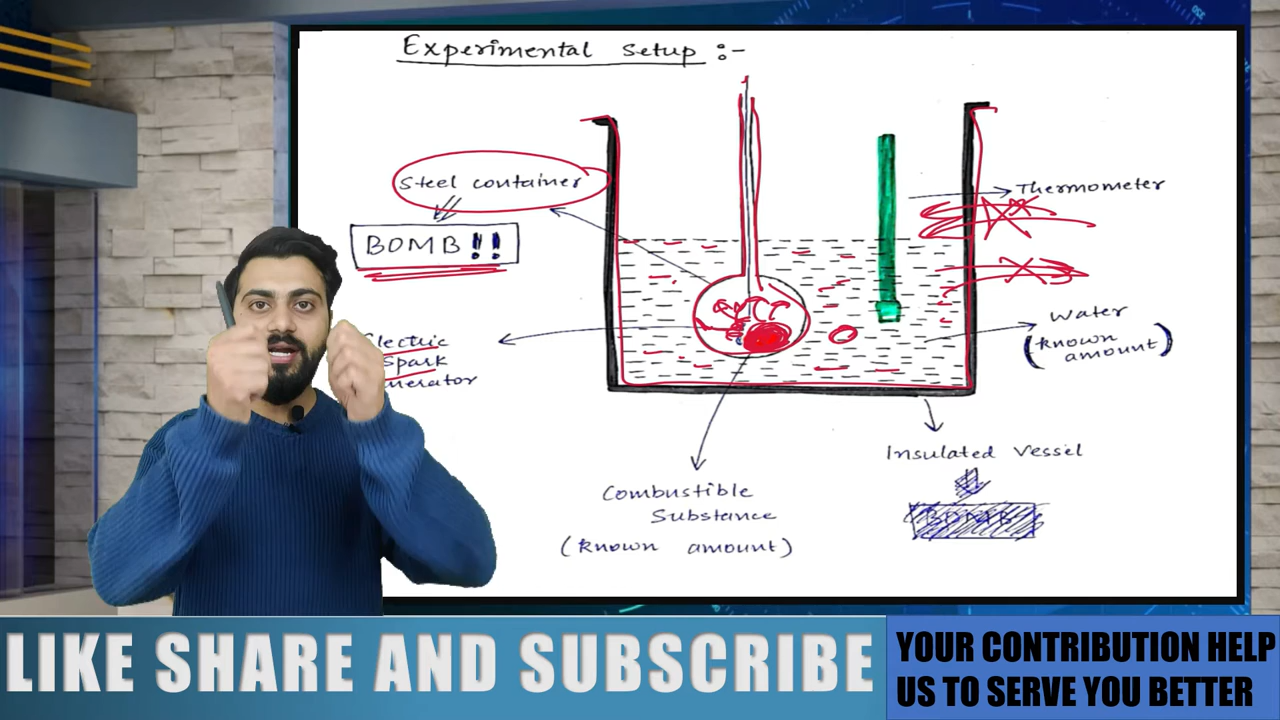 Experimental Setup :-
Steel container
BOMB!!
Electric
Spark
Thermometer
Water
(known
amount)
Insulated Vessel
Combustible
Substance
(known amount)
LIKE SHARE AND SUBSCRIBE
YOUR CONTRIBUTION HELP
US TO SERVE YOU BETTER